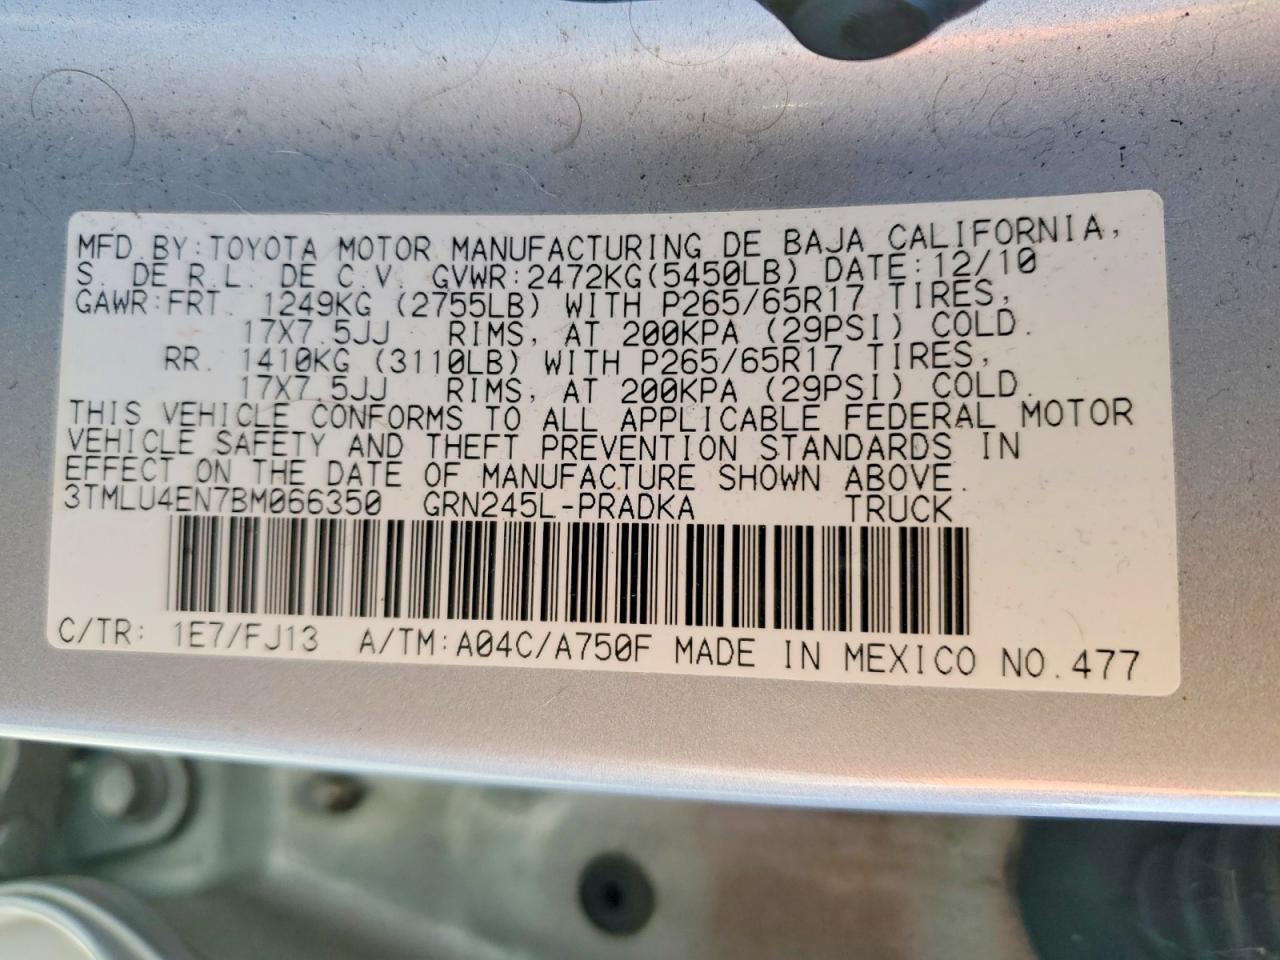 MFD.BY:TOYOTA MOTOR MANUFACTURING DE BAJA CALIFORNIA,
S. DE R.L. DE C.V. GVWR:2472KG(5450LB) DATE:12/10
GAWR:FRT. 1249KG (2755LB) WITH P265/65R17 TIRES,
17X7.5JJ RIMS, AT 200KPA (29PSI) COLD.
RR. 1410KG (3110LB) WITH P265/65R17 TIRES,
17X7.5JJ RIMS, AT 200KPA (29PSI) COLD.
THIS VEHICLE CONFORMS TO ALL APPLICABLE FEDERAL MOTOR
VEHICLE SAFETY AND THEFT PREVENTION STANDARDS IN
EFFECT ON THE DATE OF MANUFACTURE SHOWN ABOVE.
3TMLU4EN7BM066350 GRN245L-PRADKA TRUCK
C/TR: 1E7/FJ13 A/TM:A04C/A750F MADE IN MEXICO NO.477